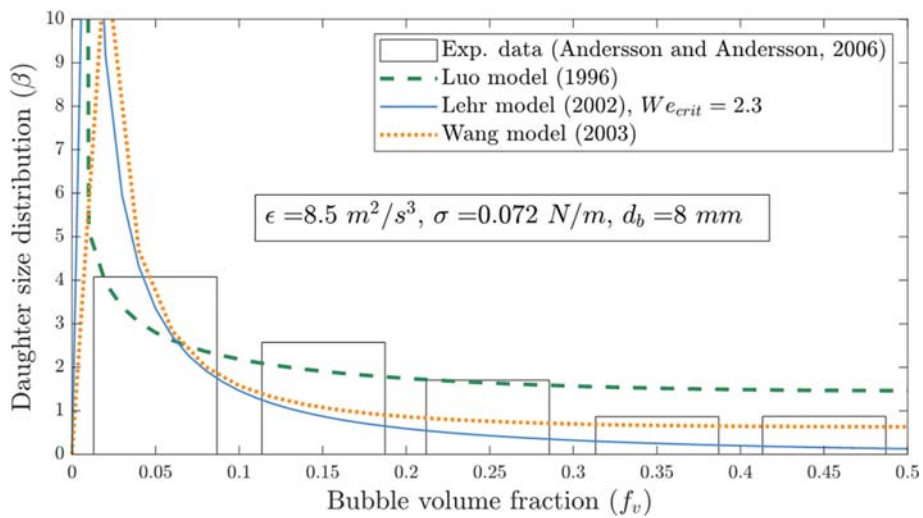 10
9
8
7
6
5
4
3
2
1
0
Daughter size distribution (β)
Exp. data (Andersson and Andersson, 2006)
Luo model (1996)
Lehr model (2002), We_{crit} = 2.3
Wang model (2003)
ϵ =8.5 m²/s³, σ =0.072 N/m, d_b =8 mm
0 0.05 0.1 0.15 0.2 0.25 0.3 0.35 0.4 0.45 0.5
Bubble volume fraction (f_v)